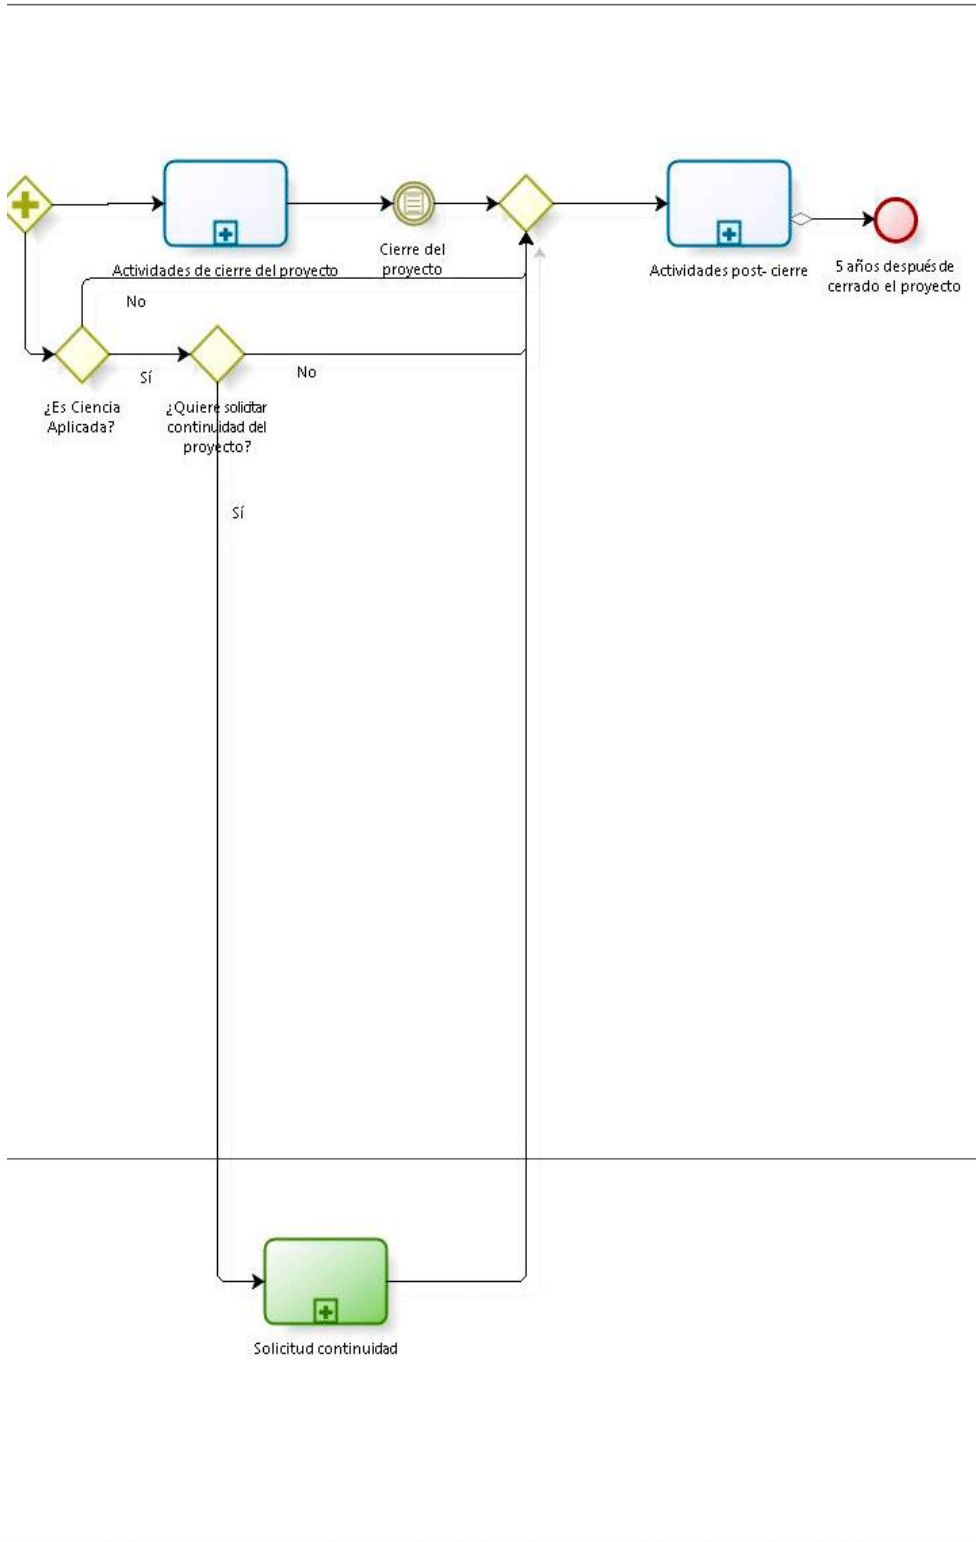 Cierre del
proyecto
Actividades de cierre del proyecto
Actividades post- cierre
5 años después de
cerrado el proyecto
No
Sí
No
¿Es Ciencia
Aplicada?
¿Quiere solicitar
continuidad del
proyecto?
Sí
Solicitud continuidad